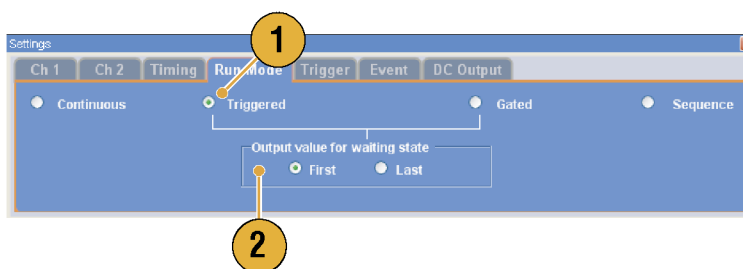 1
Settings
Ch 1 Ch 2 Timing Run Mode Trigger Event DC Output
Continuous Triggered Gated Sequence
Output value for waiting state
First Last
2